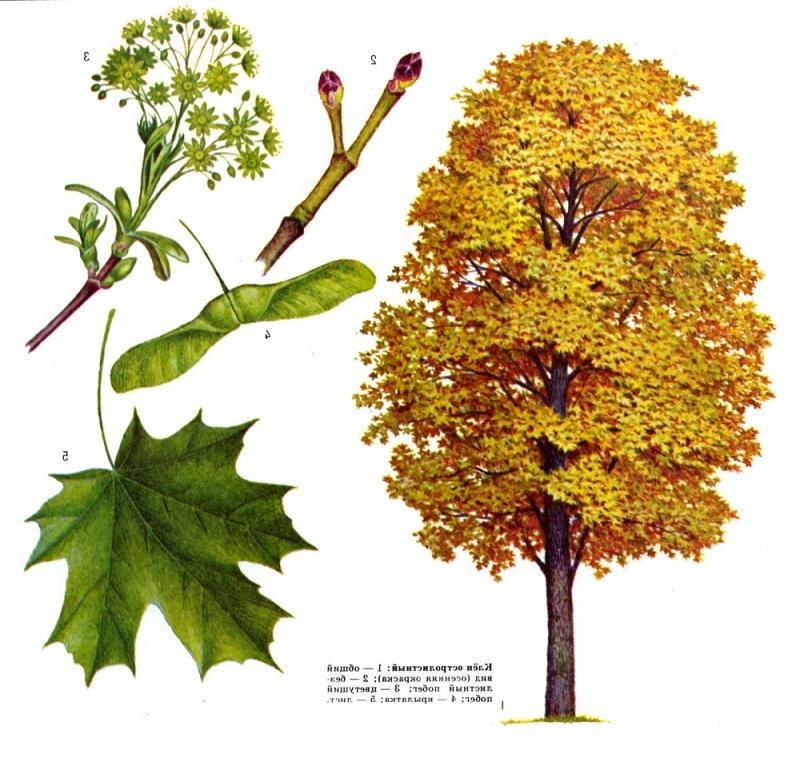 3
2
4
5
Клён остролистный: 1 — общий
вид (осенняя окраска); 2 — без-
листный побег; 3 — цветущий
побег; 4 — крылатка; 5 — лист.
1